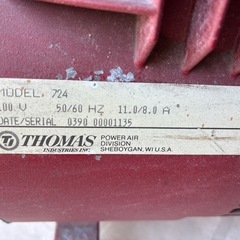 MODEL. 724
100 V 50/60 HZ 11.0/8.0 A
DATE/SERIAL 0390 00001135
THOMAS
INDUSTRIES INC.
POWER AIR
DIVISION
SHEBOYGAN, WI U.S.A.